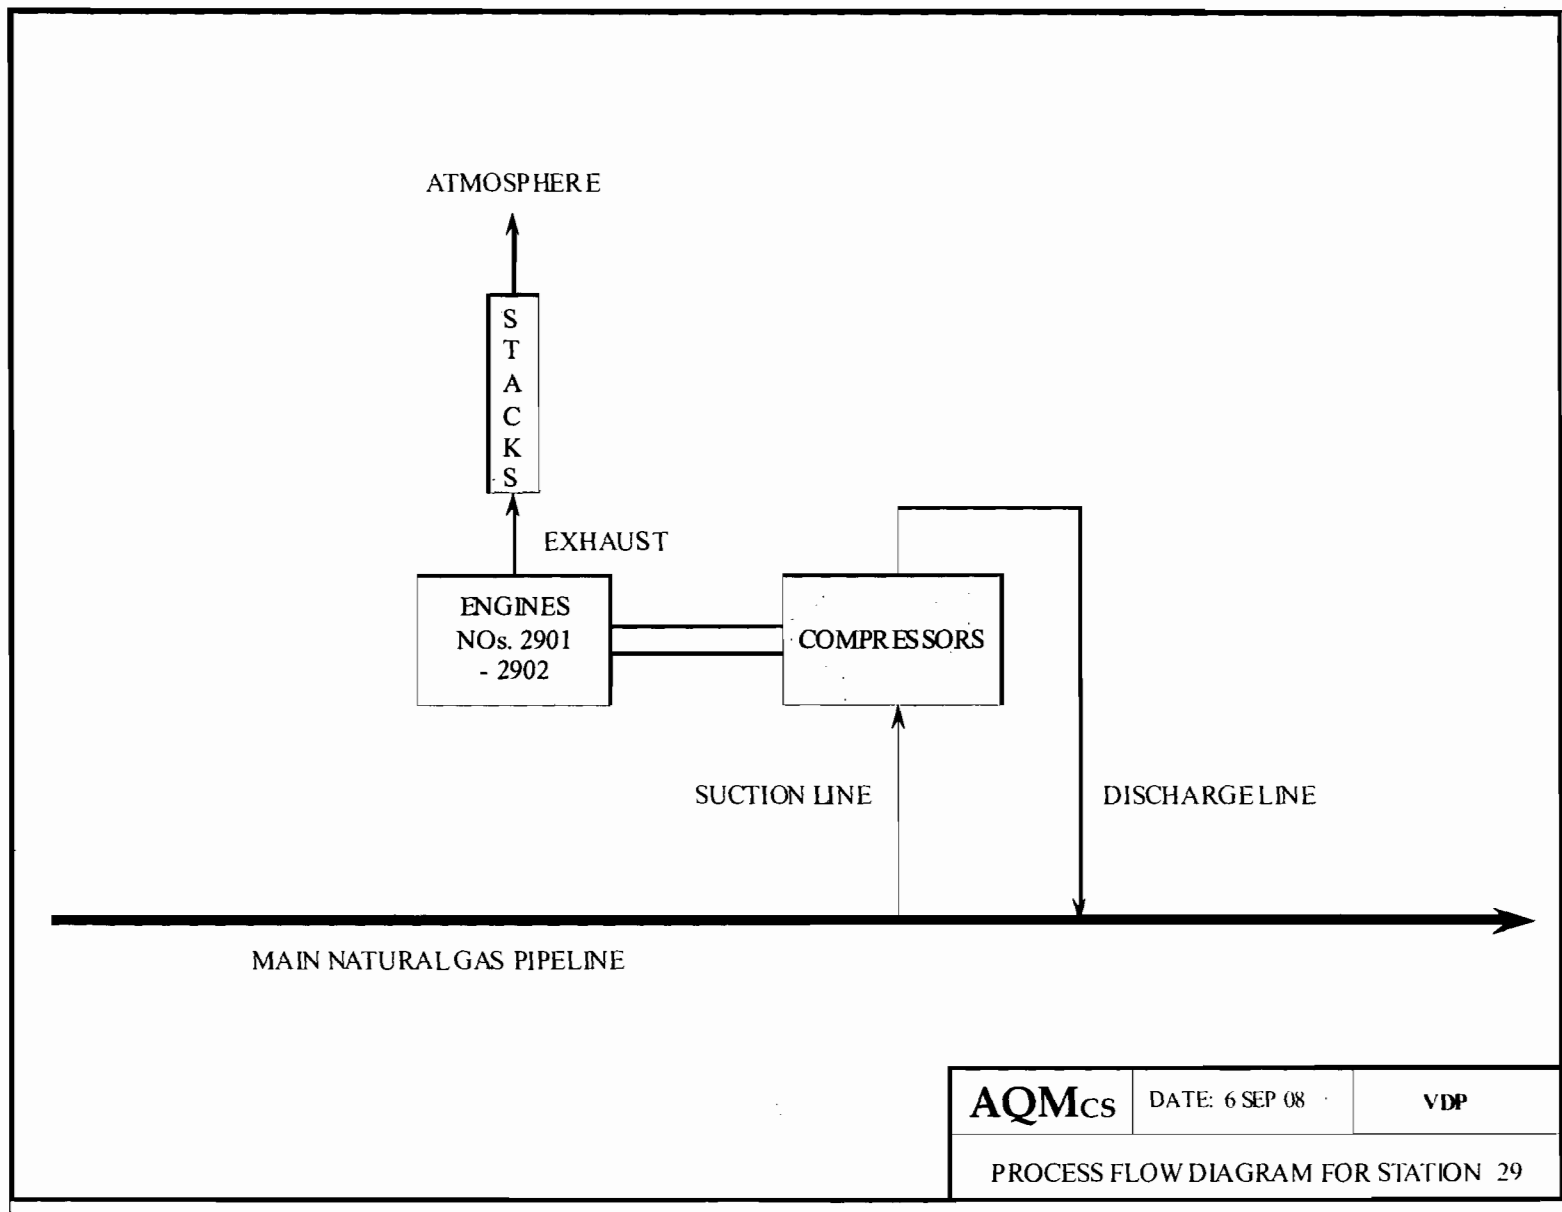 ATMOSPHERE
S
T
A
C
K
S
EXHAUST
ENGINES
NOs. 2901
- 2902
COMPRESSORS
SUCTION LINE
DISCHARGE LINE
MAIN NATURAL GAS PIPELINE
AQMCS
DATE: 6 SEP 08
VDP
PROCESS FLOW DIAGRAM FOR STATION 29